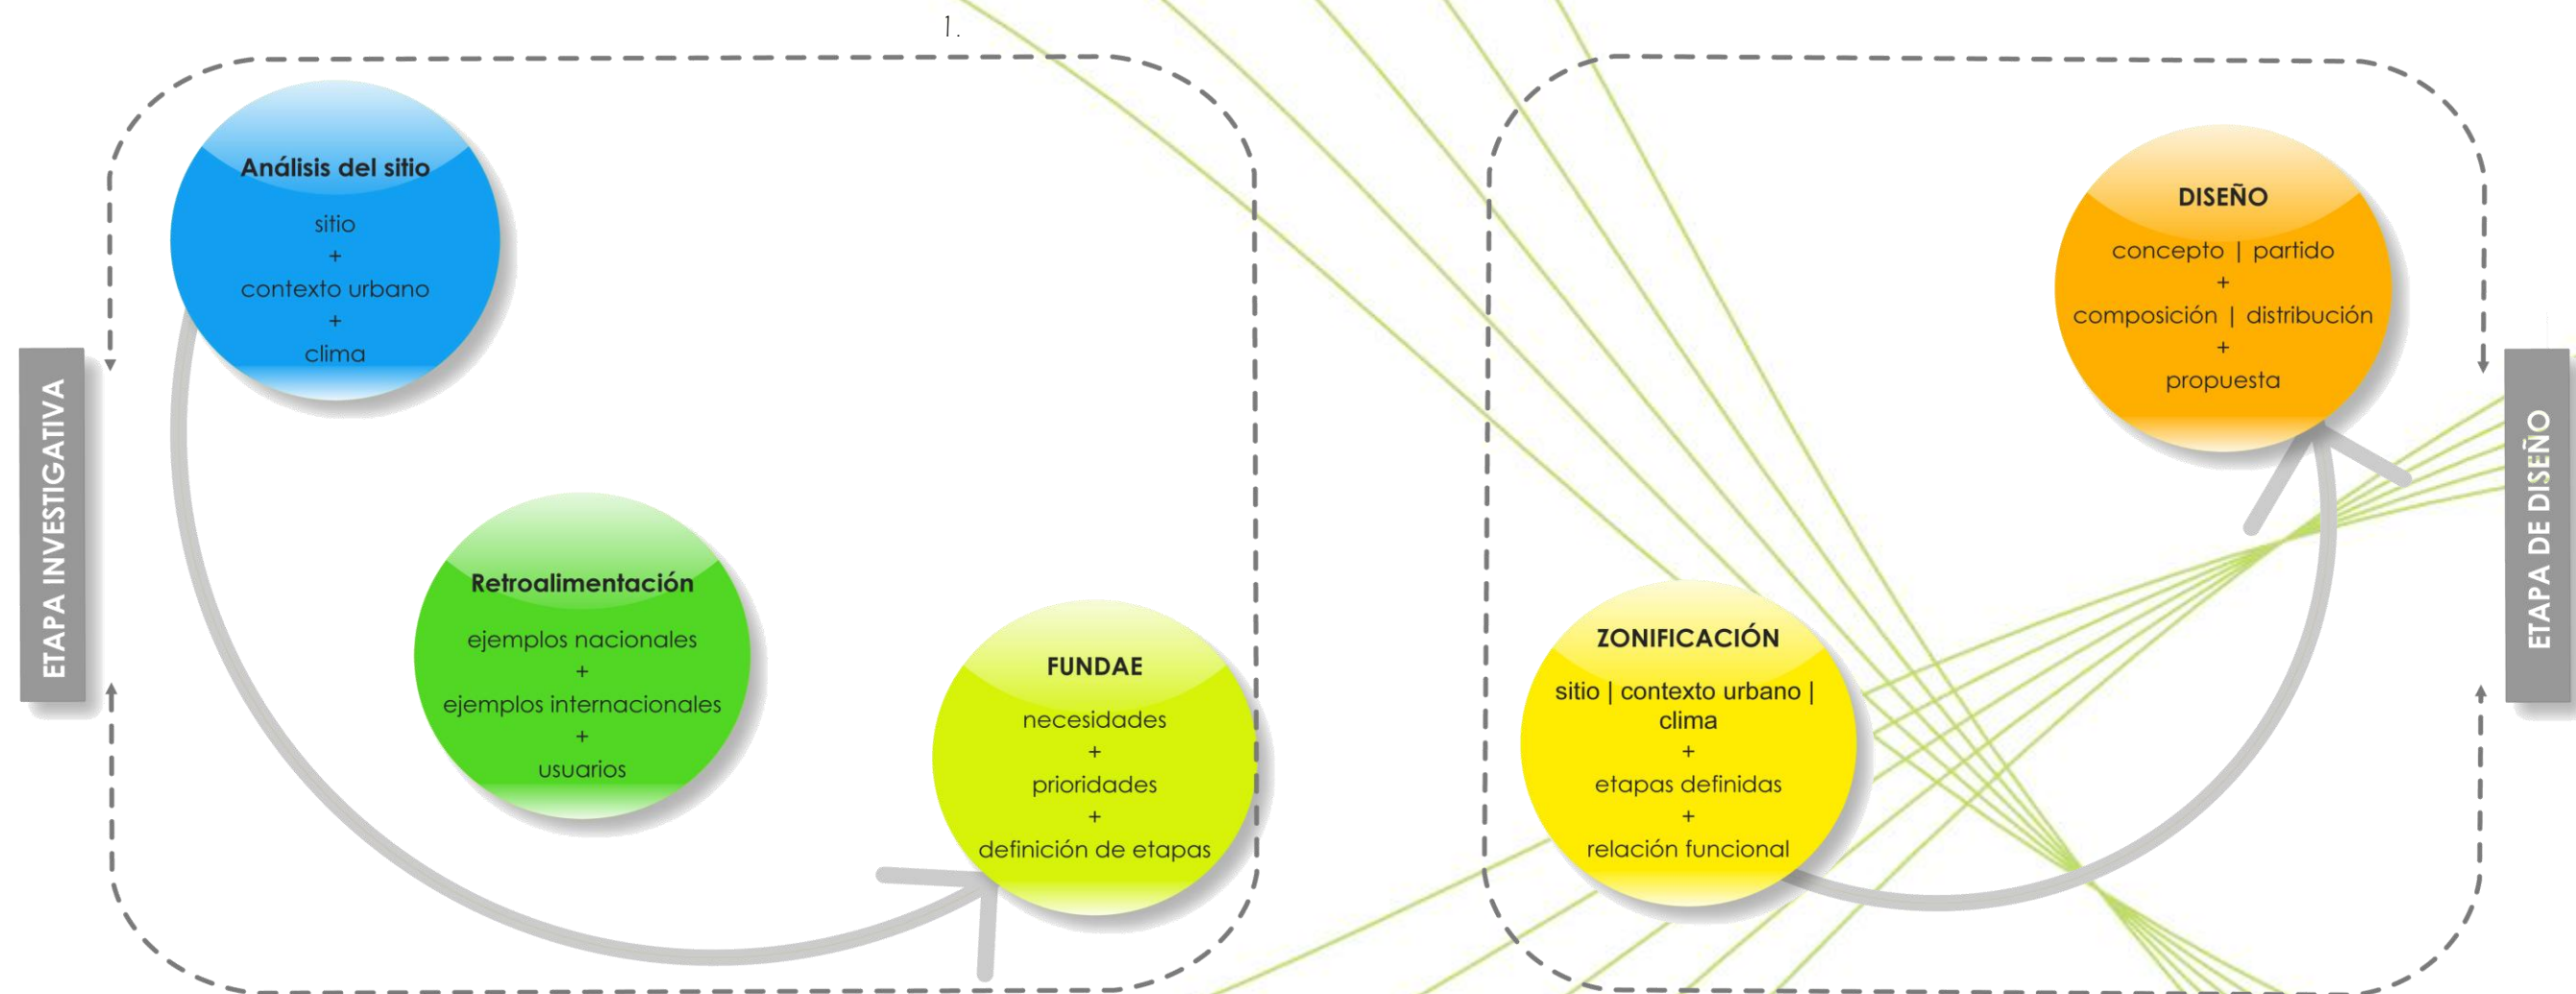 1.
ETAPA INVESTIGATIVA
Análisis del sitio
sitio
+
contexto urbano
+
clima
Retroalimentación
ejemplos nacionales
+
ejemplos internacionales
+
usuarios
FUNDAE
necesidades
+
prioridades
+
definición de etapas
ZONIFICACIÓN
sitio | contexto urbano |
clima
+
etapas definidas
+
relación funcional
DISEÑO
concepto | partido
+
composición | distribución
+
propuesta
ETAPA DE DISEÑO